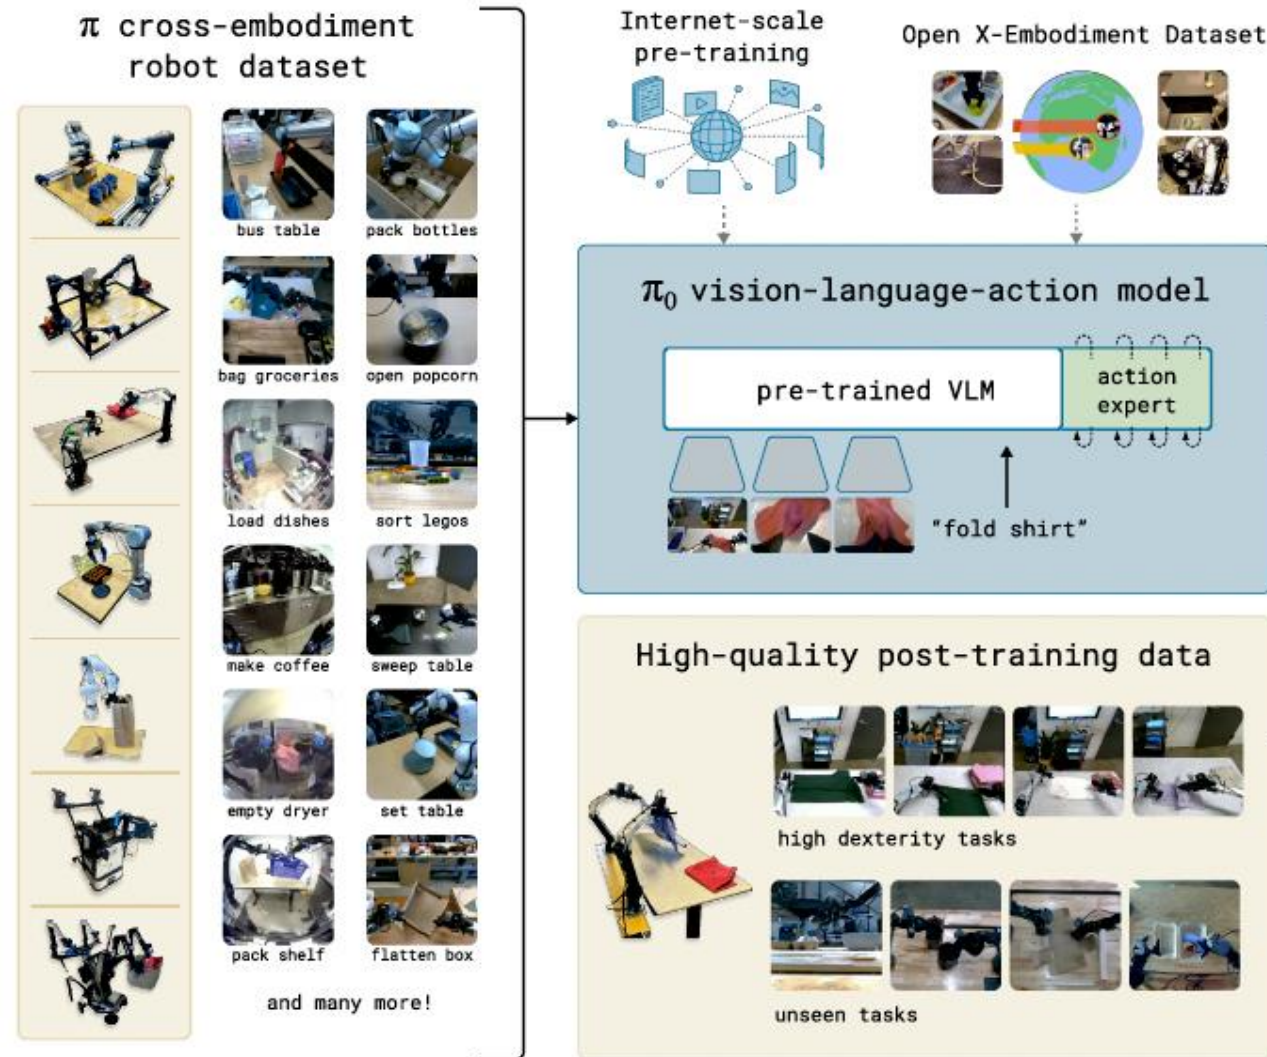 π cross-embodiment
robot dataset
bus table
pack bottles
bag groceries
open popcorn
load dishes
sort legos
make coffee
sweep table
empty dryer
set table
pack shelf
flatten box
and many more!
Internet-scale
pre-training
Open X-Embodiment Dataset
π₀ vision-language-action model
pre-trained VLM
action
expert
"fold shirt"
High-quality post-training data
high dexterity tasks
unseen tasks